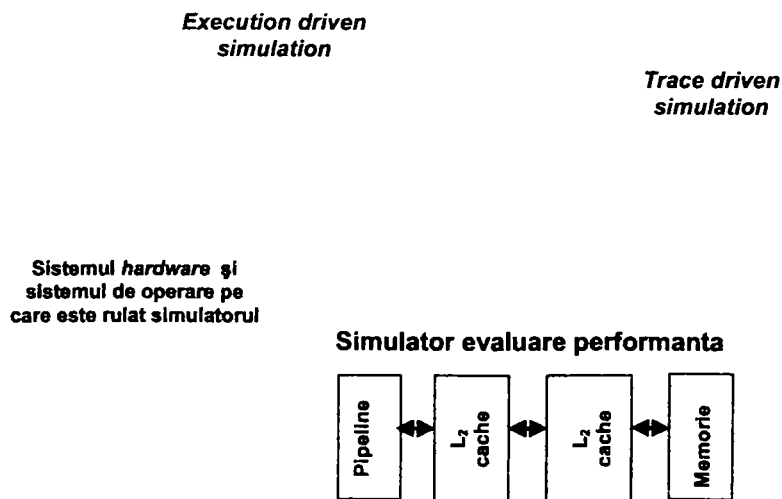 Execution driven
simulation
Trace driven
simulation
Sistemul hardware şi
sistemul de operare pe
care este rulat simulatorul
Simulator evaluare performanta
Pipeline
L₂
cache
L₂
cache
Memorie